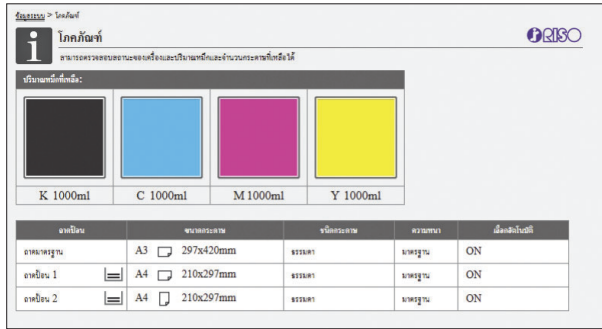 ข้อมูลระบบ > โภคภัณฑ์
i
โภคภัณฑ์
RISO
สามารถตรวจสอบสถานะของเครื่องและปริมาณหมึกและจำนวนกระดาษที่เหลือได้
ปริมาณหมึกที่เหลือ:
K 1000ml C 1000ml M 1000ml Y 1000ml
ถาดป้อน ขนาดกระดาษ ชนิดกระดาษ ความหนา เลือกอัตโนมัติ
ถาดมาตรฐาน A3 297x420mm ธรรมดา มาตรฐาน ON
ถาดป้อน 1 A4 210x297mm ธรรมดา มาตรฐาน ON
ถาดป้อน 2 A4 210x297mm ธรรมดา มาตรฐาน ON